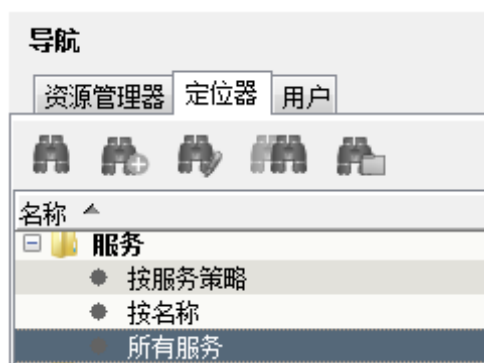 导航
资源管理器 定位器 用户
名称
服务
按服务策略
按名称
所有服务